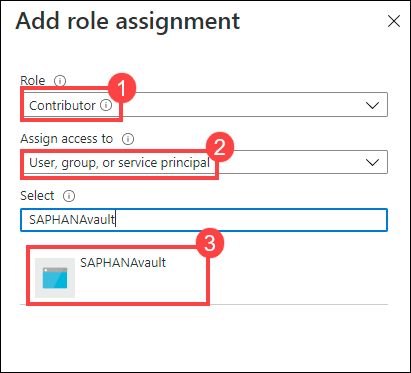 Add role assignment
Role
1
Contributor
Assign access to
2
User, group, or service principal
Select
SAPHANAvault
3
SAPHANAvault